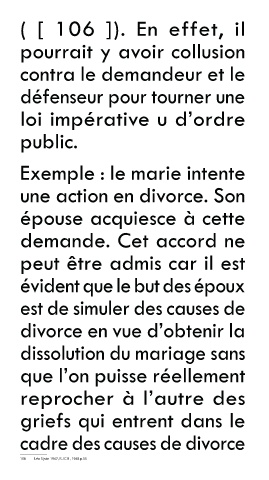 ( [ 106 ]). En effet, il
pourrait y avoir collusion
contra le demandeur et le
défenseur pour tourner une
loi impérative u d’ordre
public.
Exemple : le marie intente
une action en divorce. Son
épouse acquiesce à cette
demande. Cet accord ne
peut être admis car il est
évident que le but des époux
est de simuler des causes de
divorce en vue d’obtenir la
dissolution du mariage sans
que l’on puisse réellement
reprocher à l’autre des
griefs qui entrent dans le
cadre des causes de divorce
106